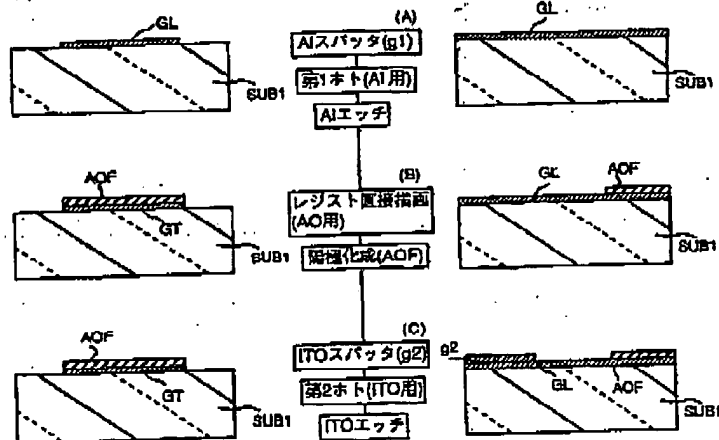 (A)
GL
SUB1
Alスパッタ(g1)
第1ホト(Al用)
Alエッチ
GL
SUB1
(B)
AOF
GT
SUB1
レジスト直接描画
(AO用)
陽極化成(AOF)
GL
AOF
SUB1
(C)
AOF
GT
SUB1
ITOスパッタ(g2)
第2ホト(ITO用)
ITOエッチ
g2
GL
AOF
SUB1